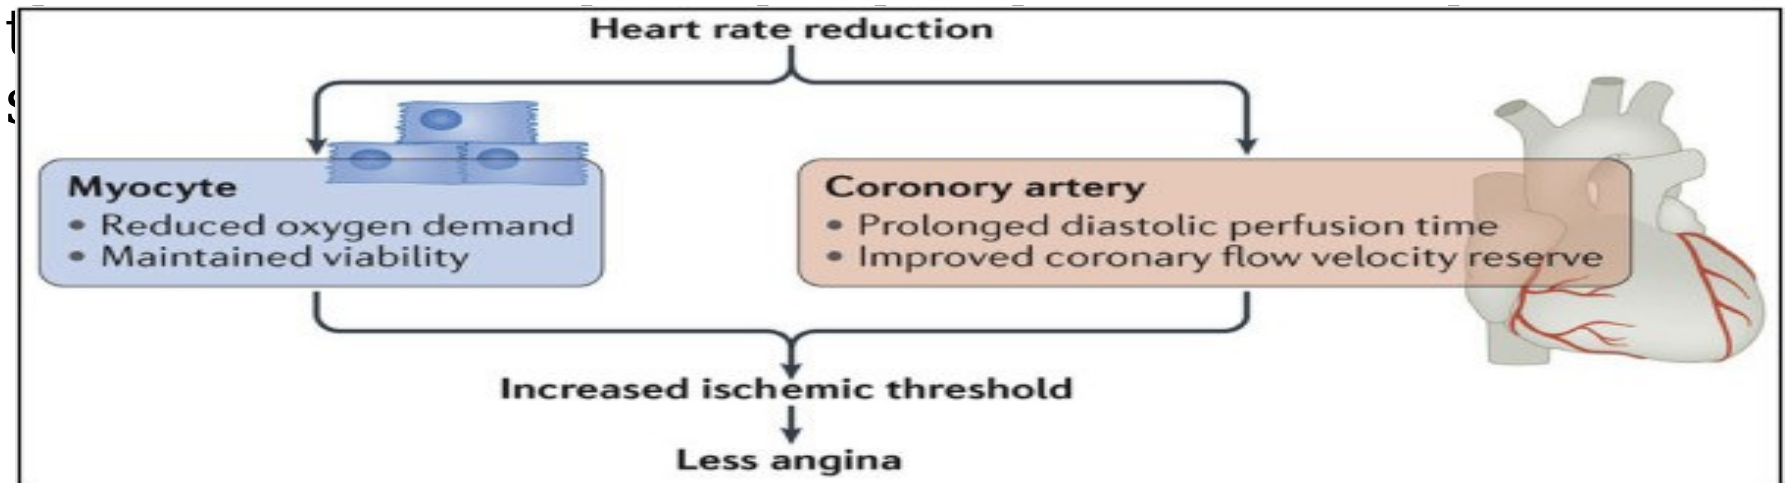 Heart rate reduction
Myocyte
• Reduced oxygen demand
• Maintained viability
Coronory artery
• Prolonged diastolic perfusion time
• Improved coronary flow velocity reserve
Increased ischemic threshold
Less angina